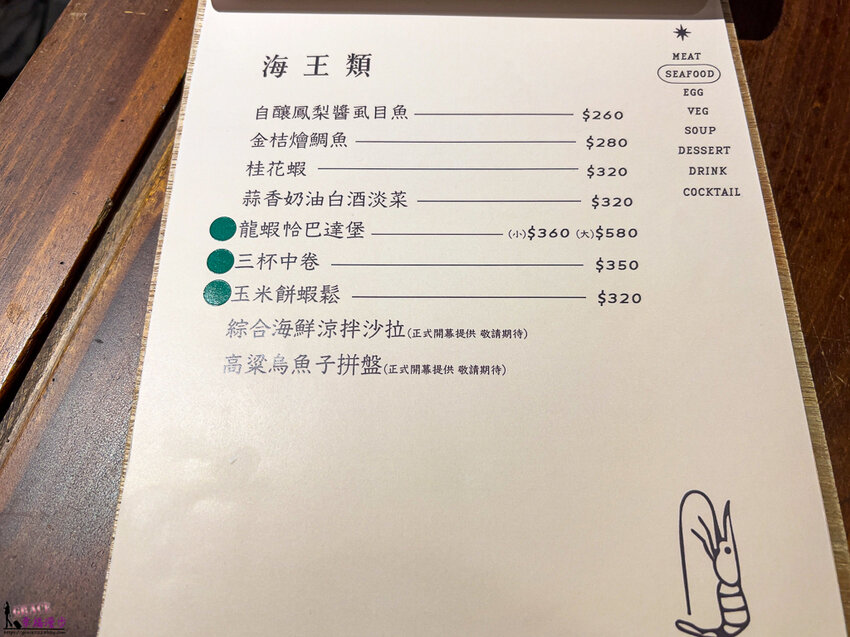 海王類
自釀鳳梨醬虱目魚 $260
金桔燴鯛魚 $280
桂花蝦 $320
蒜香奶油白酒淡菜 $320
龍蝦恰巴達堡 (小)$360 (大)$580
三杯中卷 $350
玉米餅蝦鬆 $320
綜合海鮮涼拌沙拉(正式開幕提供 敬請期待)
高粱烏魚子拼盤(正式開幕提供 敬請期待)
MEAT
SEAFOOD
EGG
VEG
SOUP
DESSERT
DRINK
COCKTAIL
GRACE